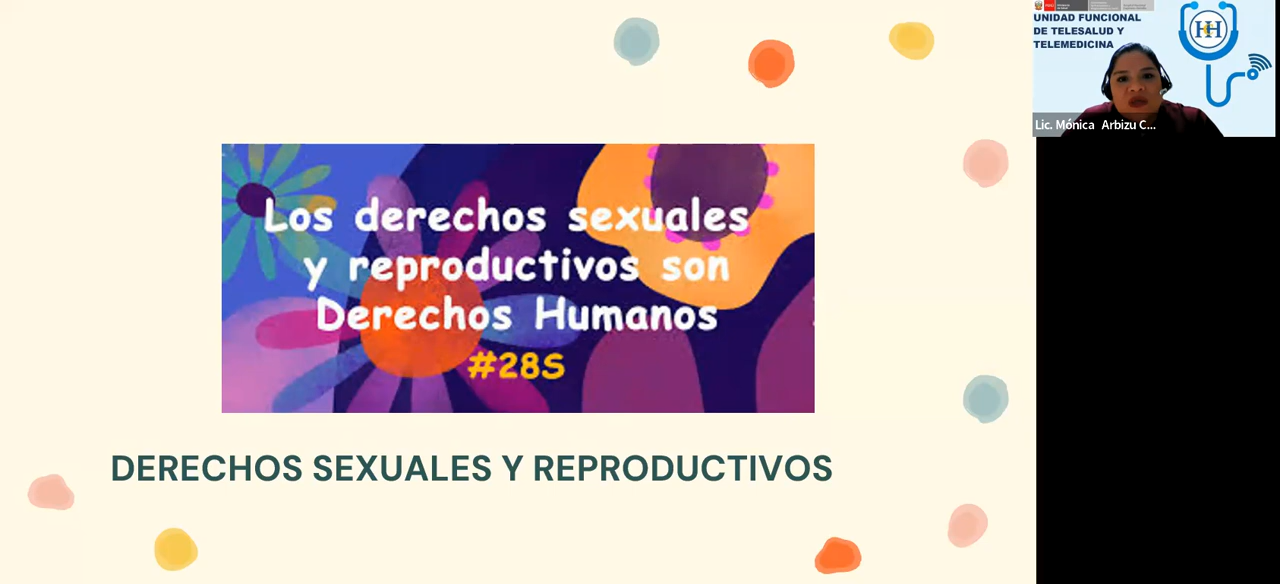 Los derechos sexuales
y reproductivos son
Derechos Humanos
#28S
DERECHOS SEXUALES Y REPRODUCTIVOS
UNIDAD FUNCIONAL
DE TELESALUD Y
TELEMEDICINA
Lic. Mónica Arbizu C...